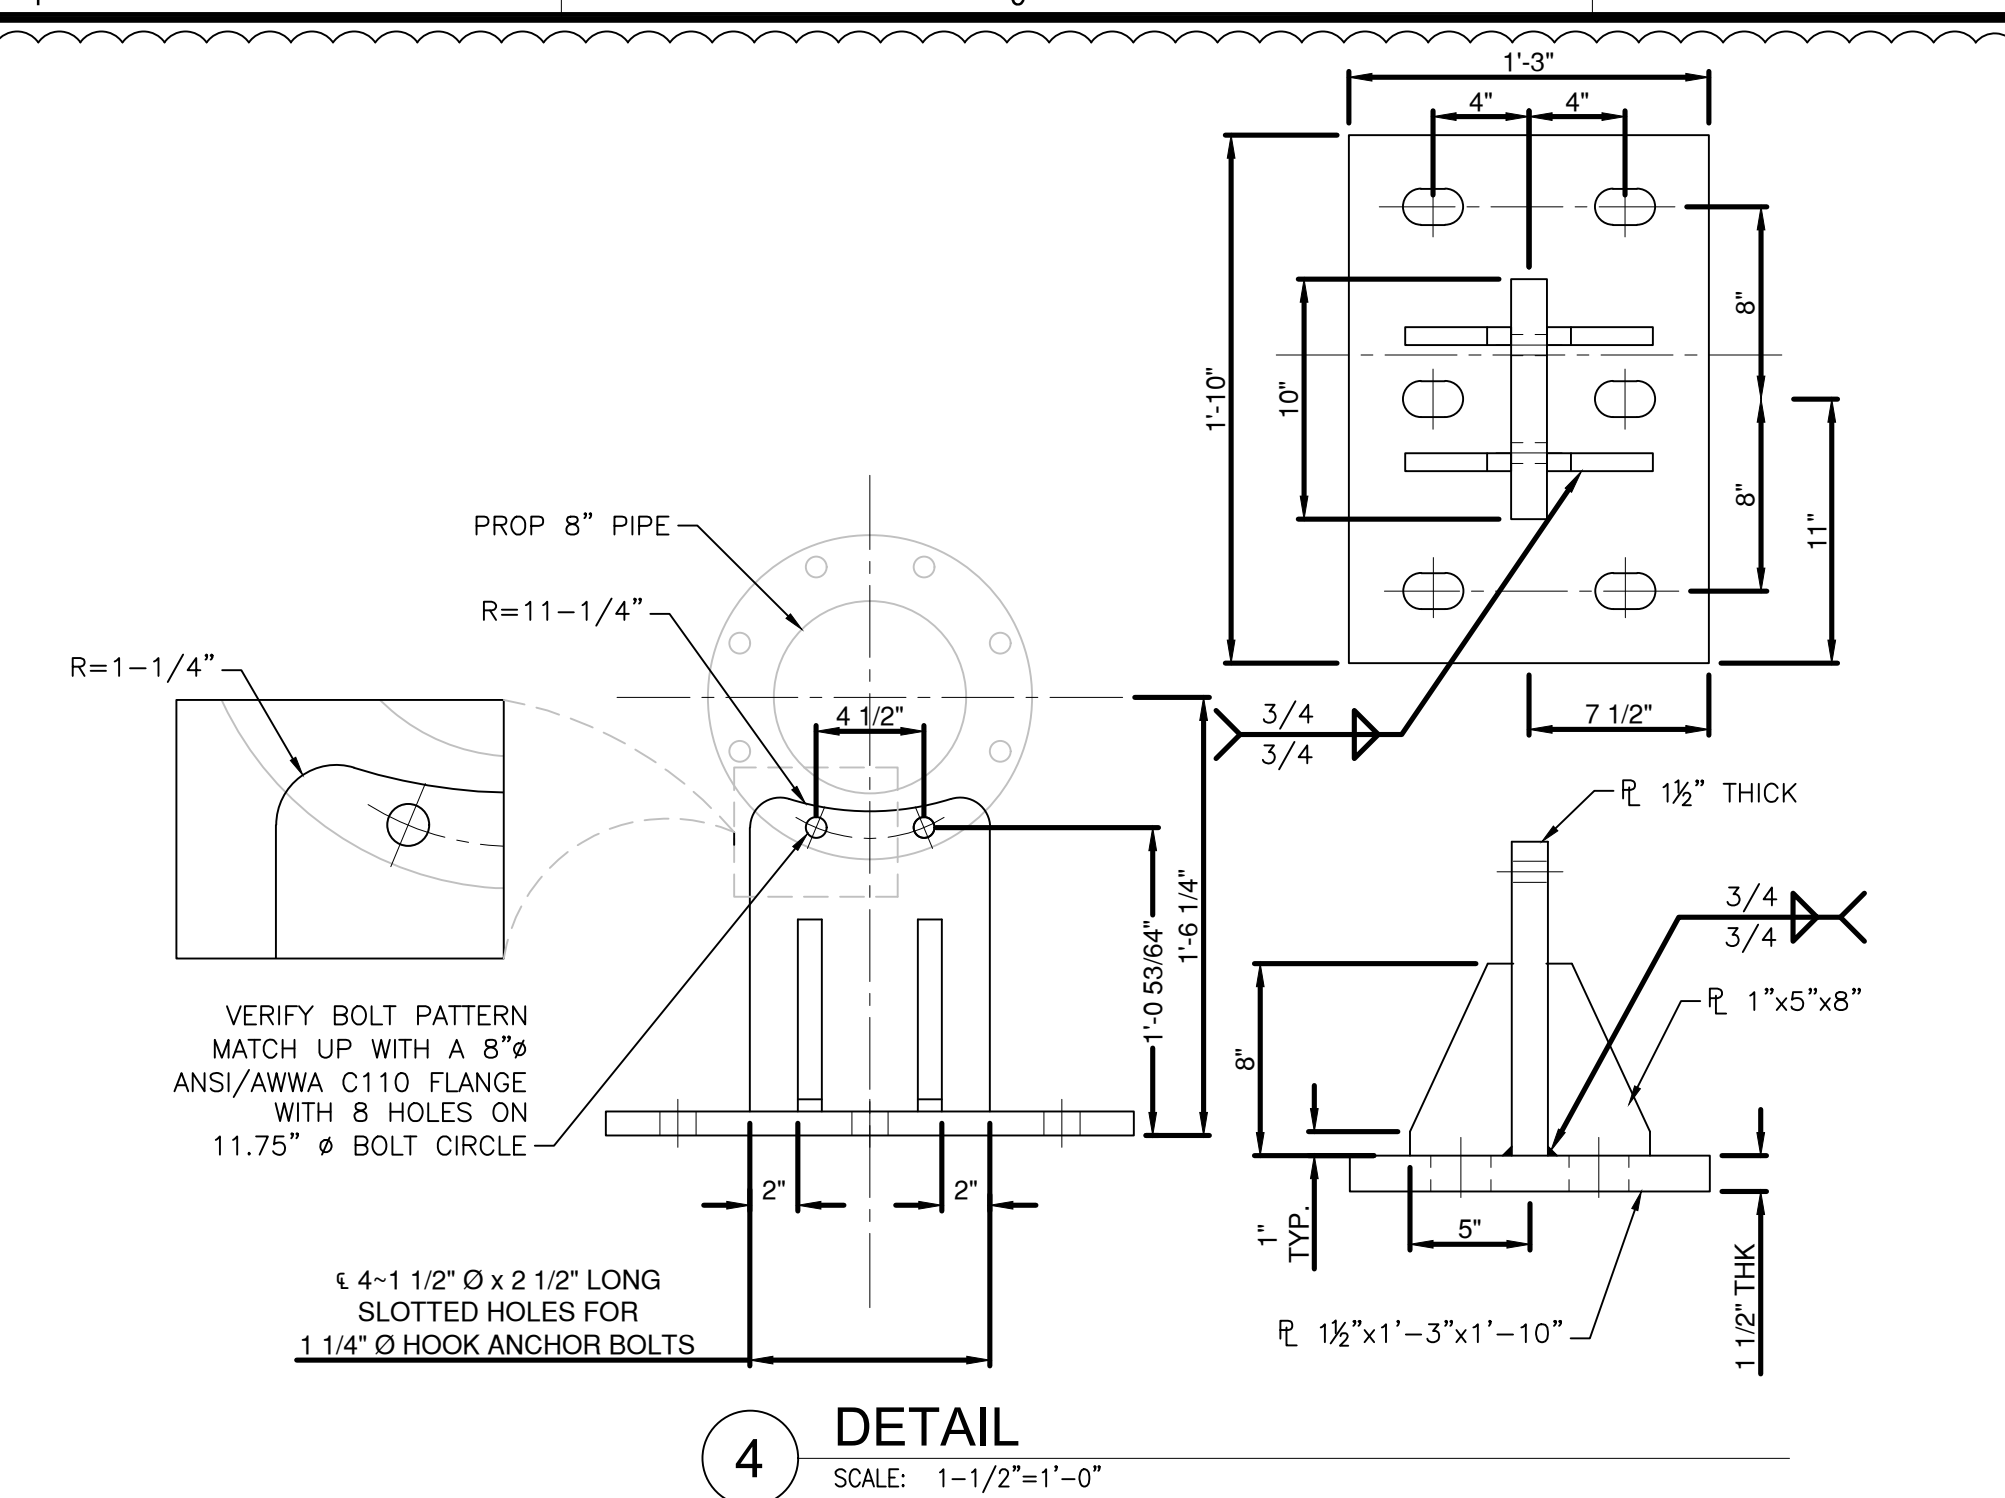 1'-3"
4" 4"
1'-10"
10"
8"
8"
11"
7 1/2"
3/4
3/4
PROP 8” PIPE
R=11-1/4”
R=1-1/4”
4 1/2"
1'-0 53/64"
1'-6 1/4"
VERIFY BOLT PATTERN
MATCH UP WITH A 8”ø
ANSI/AWWA C110 FLANGE
WITH 8 HOLES ON
11.75” ø BOLT CIRCLE
2" 2"
℄ 4~1 1/2" Ø x 2 1/2" LONG
SLOTTED HOLES FOR
1 1/4" Ø HOOK ANCHOR BOLTS
⅊ 1½” THICK
3/4
3/4
⅊ 1”x5”x8”
8"
1"
TYP.
5"
⅊ 1½”x1’-3”x1’-10”
1 1/2" THK
4
DETAIL
SCALE: 1-1/2”=1’-0”